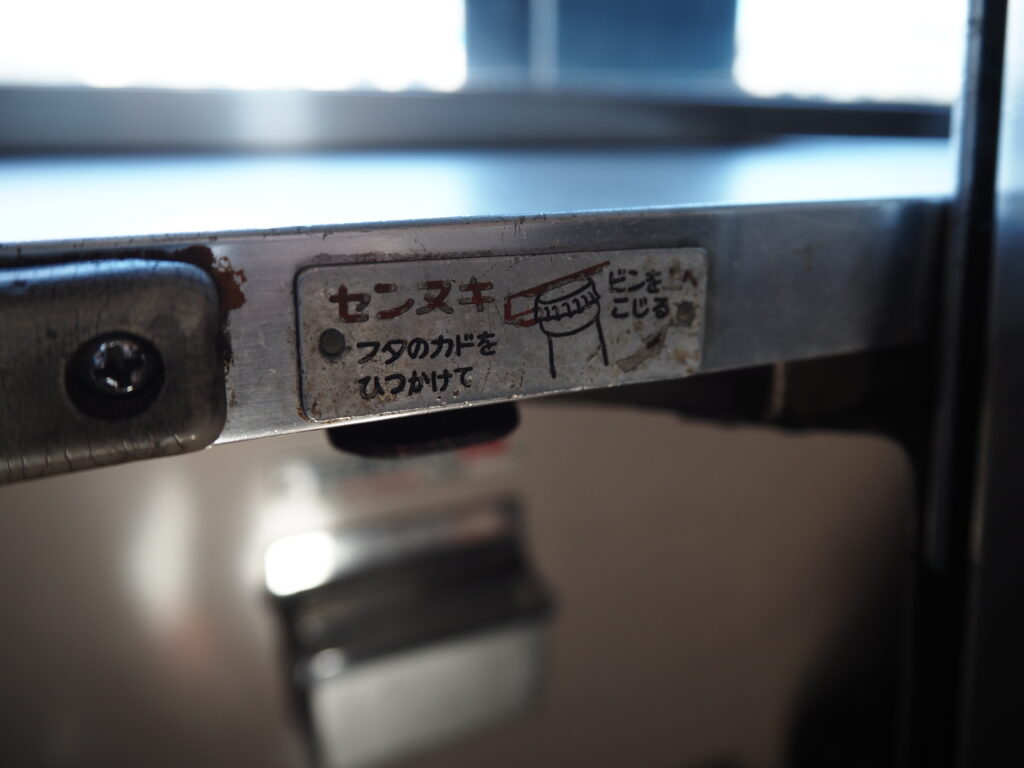 センヌキ
フタのカドを
ひつかけて
ビンを
こじる